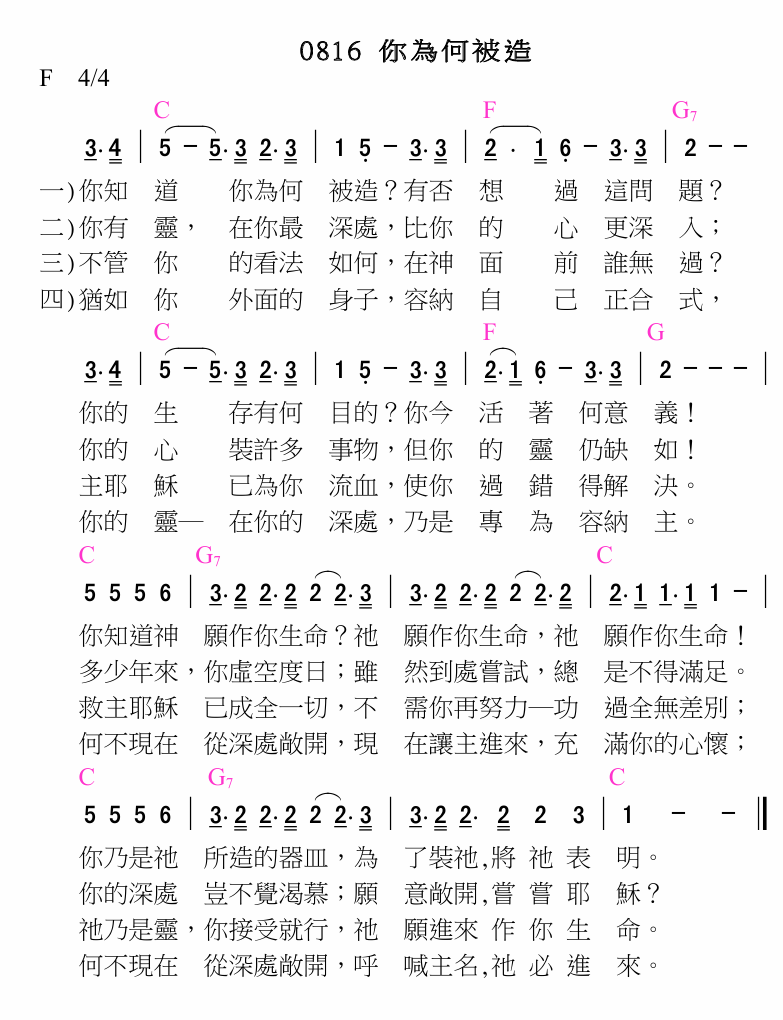 0816 你為何被造
F 4/4
C F G7
3· 4 | 5 － 5· 3 2· 3 | 1 5 － 3· 3 | 2 · 1 6 － 3· 3 | 2 － －
一)你知 道 你為何 被造？有否 想 過 這問 題？
二)你有 靈， 在你最 深處，比你 的 心 更深 入；
三)不管 你 的看法 如何，在神 面 前 誰無 過？
四)猶如 你 外面的 身子，容納 自 己 正合 式，
C F G
3· 4 | 5 － 5· 3 2· 3 | 1 5 － 3· 3 | 2· 1 6 － 3· 3 | 2 － － － |
你的 生 存有何 目的？你今 活 著 何意 義！
你的 心 裝許多 事物，但你 的 靈 仍缺 如！
主耶 穌 已為你 流血，使你 過 錯 得解 決。
你的 靈─ 在你的 深處，乃是 專 為 容納 主。
C G7 C
5 5 5 6 | 3· 2 2· 2 2 2· 3 | 3· 2 2· 2 2 2· 2 | 2· 1 1· 1 1 － |
你知道神 願作你生命？祂 願作你生命，祂 願作你生命！
多少年來，你虛空度日；雖 然到處嘗試，總 是不得滿足。
救主耶穌 已成全一切，不 需你再努力─功 過全無差別；
何不現在 從深處敞開，現 在讓主進來，充 滿你的心懷；
C G7 C
5 5 5 6 | 3· 2 2· 2 2 2· 3 | 3· 2 2· 2 2 3 | 1 － － ‖
你乃是祂 所造的器皿，為 了裝祂,將 祂 表 明。
你的深處 豈不覺渴慕；願 意敞開,嘗 嘗 耶 穌？
祂乃是靈，你接受就行，祂 願進來 作 你 生 命。
何不現在 從深處敞開，呼 喊主名,祂 必 進 來。